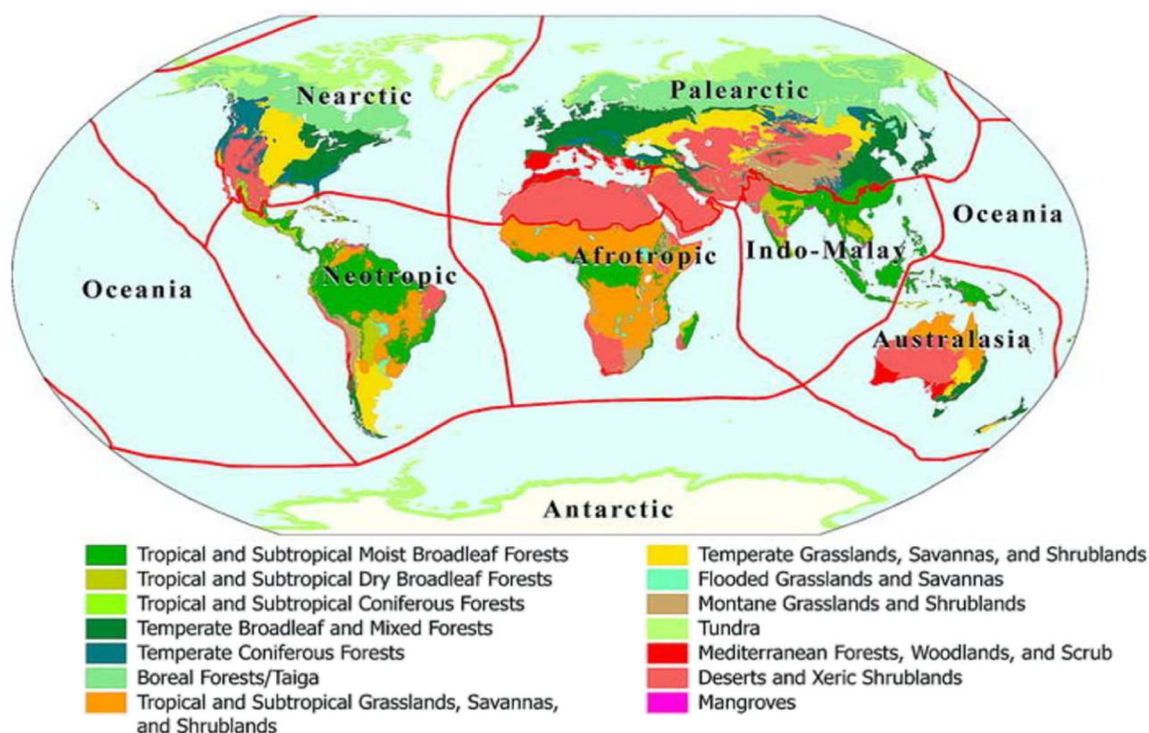 Nearctic
Palearctic
Oceania
Oceania
Neotropic
Afrotropic
Indo-Malay
Australasia
Antarctic
Tropical and Subtropical Moist Broadleaf Forests
Tropical and Subtropical Dry Broadleaf Forests
Tropical and Subtropical Coniferous Forests
Temperate Broadleaf and Mixed Forests
Temperate Coniferous Forests
Boreal Forests/Taiga
Tropical and Subtropical Grasslands, Savannas,
and Shrublands
Temperate Grasslands, Savannas, and Shrublands
Flooded Grasslands and Savannas
Montane Grasslands and Shrublands
Tundra
Mediterranean Forests, Woodlands, and Scrub
Deserts and Xeric Shrublands
Mangroves